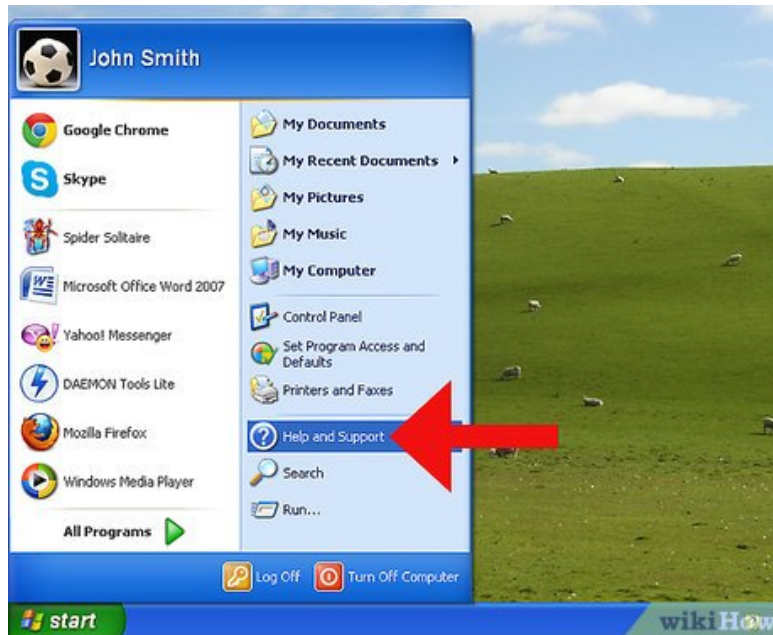 John Smith
Google Chrome
Skype
Spider Solitaire
Microsoft Office Word 2007
Yahoo! Messenger
DAEMON Tools Lite
Mozilla Firefox
Windows Media Player
All Programs
My Documents
My Recent Documents
My Pictures
My Music
My Computer
Control Panel
Set Program Access and
Defaults
Printers and Faxes
Help and Support
Search
Run...
Log Off
Turn Off Computer
start
wikiHow